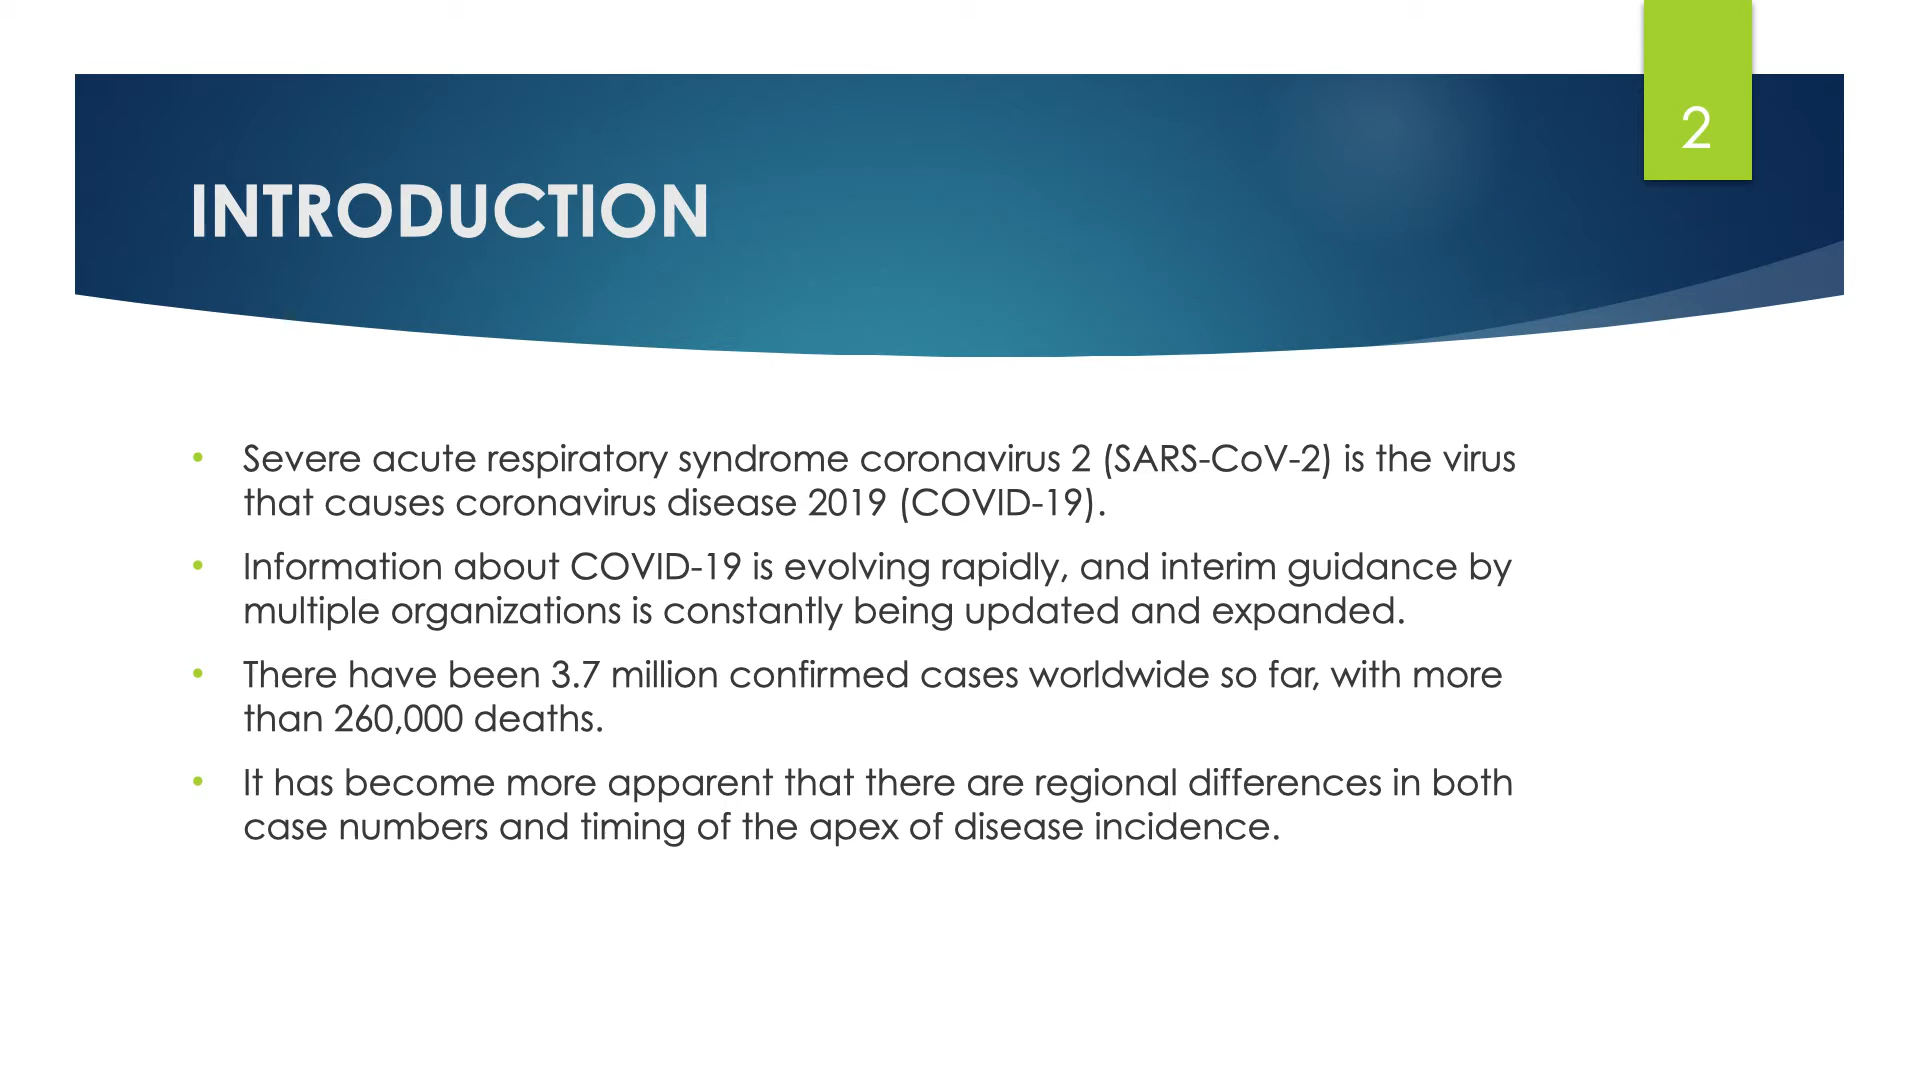 2
INTRODUCTION
• Severe acute respiratory syndrome coronavirus 2 (SARS-CoV-2) is the virus
that causes coronavirus disease 2019 (COVID-19).
• Information about COVID-19 is evolving rapidly, and interim guidance by
multiple organizations is constantly being updated and expanded.
• There have been 3.7 million confirmed cases worldwide so far, with more
than 260,000 deaths.
• It has become more apparent that there are regional differences in both
case numbers and timing of the apex of disease incidence.